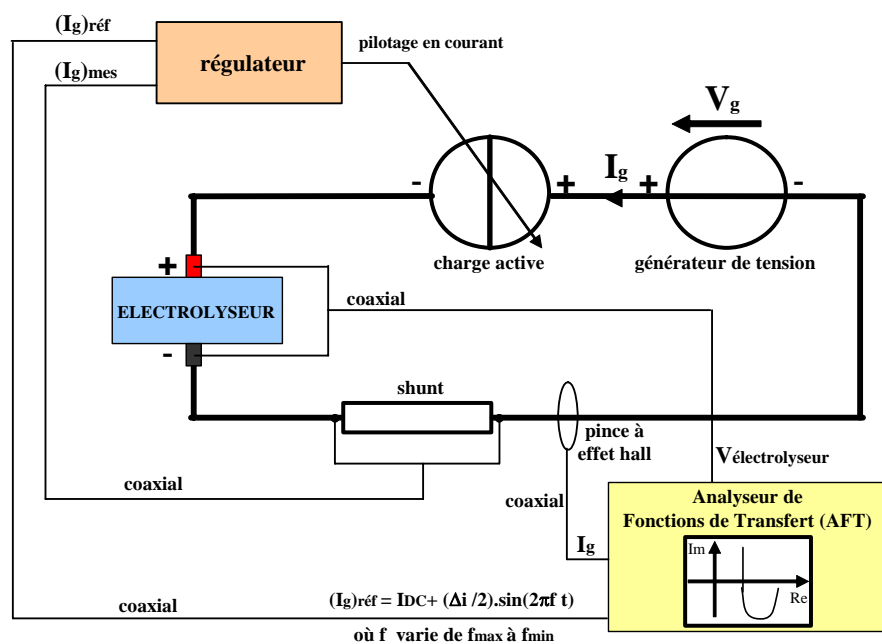 (Ig)réf
(Ig)mes
régulateur
pilotage en courant
Vg
Ig
- + + -
charge active
générateur de tension
+
ELECTROLYSEUR
-
coaxial
shunt
pince à
effet hall
Vélectrolyseur
coaxial
coaxial
Ig
Analyseur de
Fonctions de Transfert (AFT)
Im
Re
(Ig)réf = IDC+ (Δi /2).sin(2πf t)
coaxial
où f varie de fmax à fmin